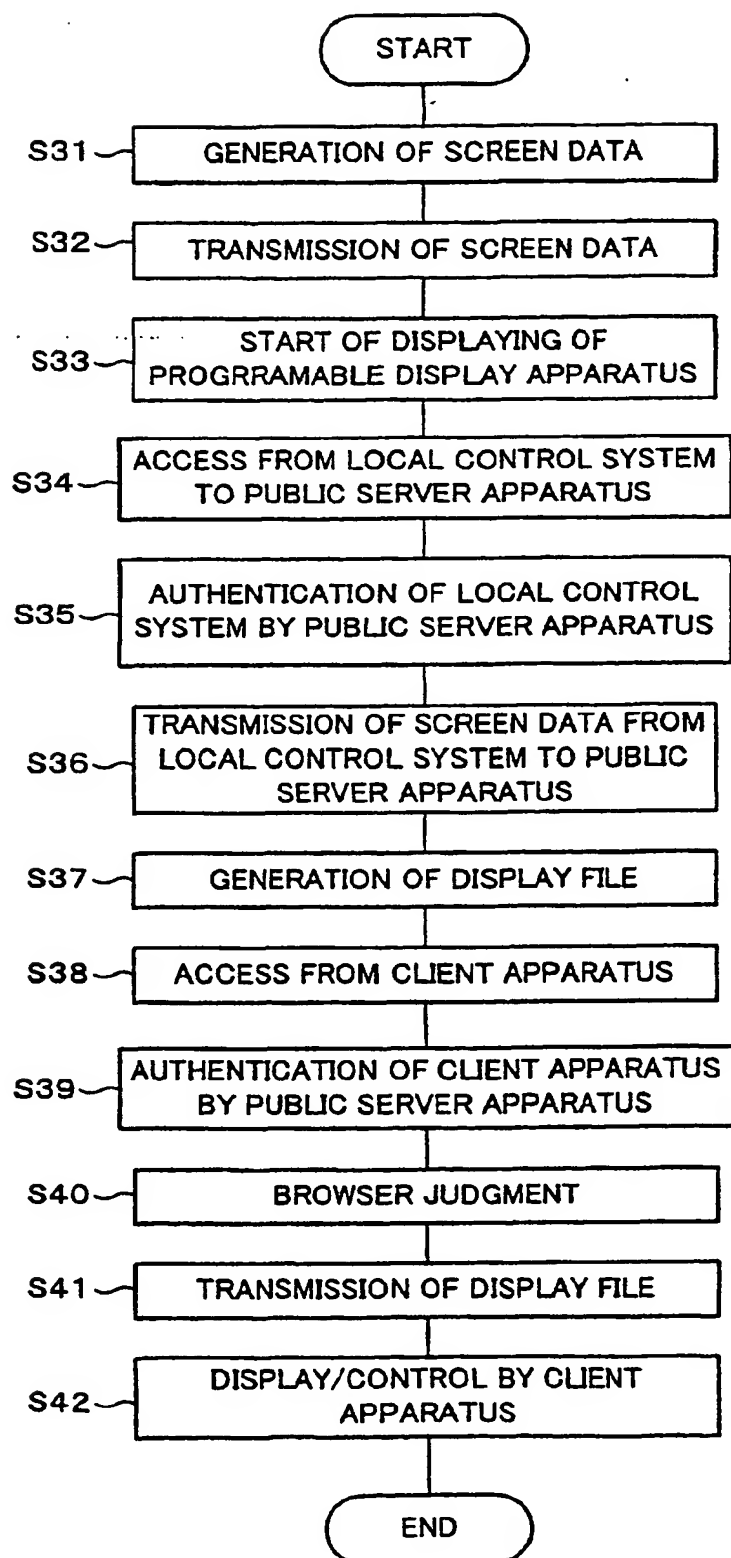 START
S31
GENERATION OF SCREEN DATA
S32
TRANSMISSION OF SCREEN DATA
S33
START OF DISPLAYING OF
PROGRRAMABLE DISPLAY APPARATUS
S34
ACCESS FROM LOCAL CONTROL SYSTEM
TO PUBLIC SERVER APPARATUS
S35
AUTHENTICATION OF LOCAL CONTROL
SYSTEM BY PUBLIC SERVER APPARATUS
S36
TRANSMISSION OF SCREEN DATA FROM
LOCAL CONTROL SYSTEM TO PUBLIC
SERVER APPARATUS
S37
GENERATION OF DISPLAY FILE
S38
ACCESS FROM CLIENT APPARATUS
S39
AUTHENTICATION OF CLIENT APPARATUS
BY PUBLIC SERVER APPARATUS
S40
BROWSER JUDGMENT
S41
TRANSMISSION OF DISPLAY FILE
S42
DISPLAY/CONTROL BY CLIENT
APPARATUS
END